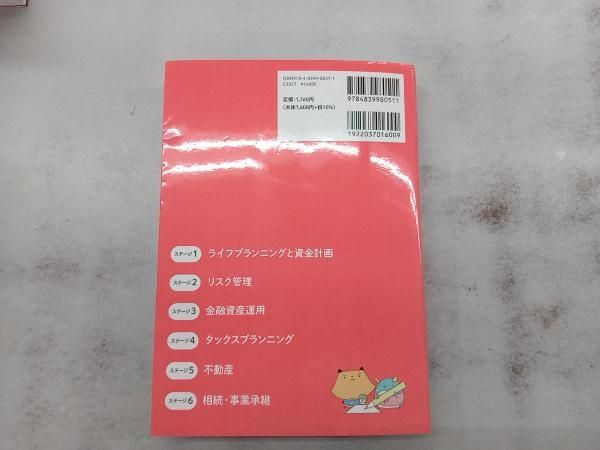 ISBN978-4-8399-8051-1
C2037 ¥1600E
定価:1,760円
(本体1,600円+税10%)
9784839980511
1922037016009
ステージ1 ライフプランニングと資金計画
ステージ2 リスク管理
ステージ3 金融資産運用
ステージ4 タックスプランニング
ステージ5 不動産
ステージ6 相続・事業承継